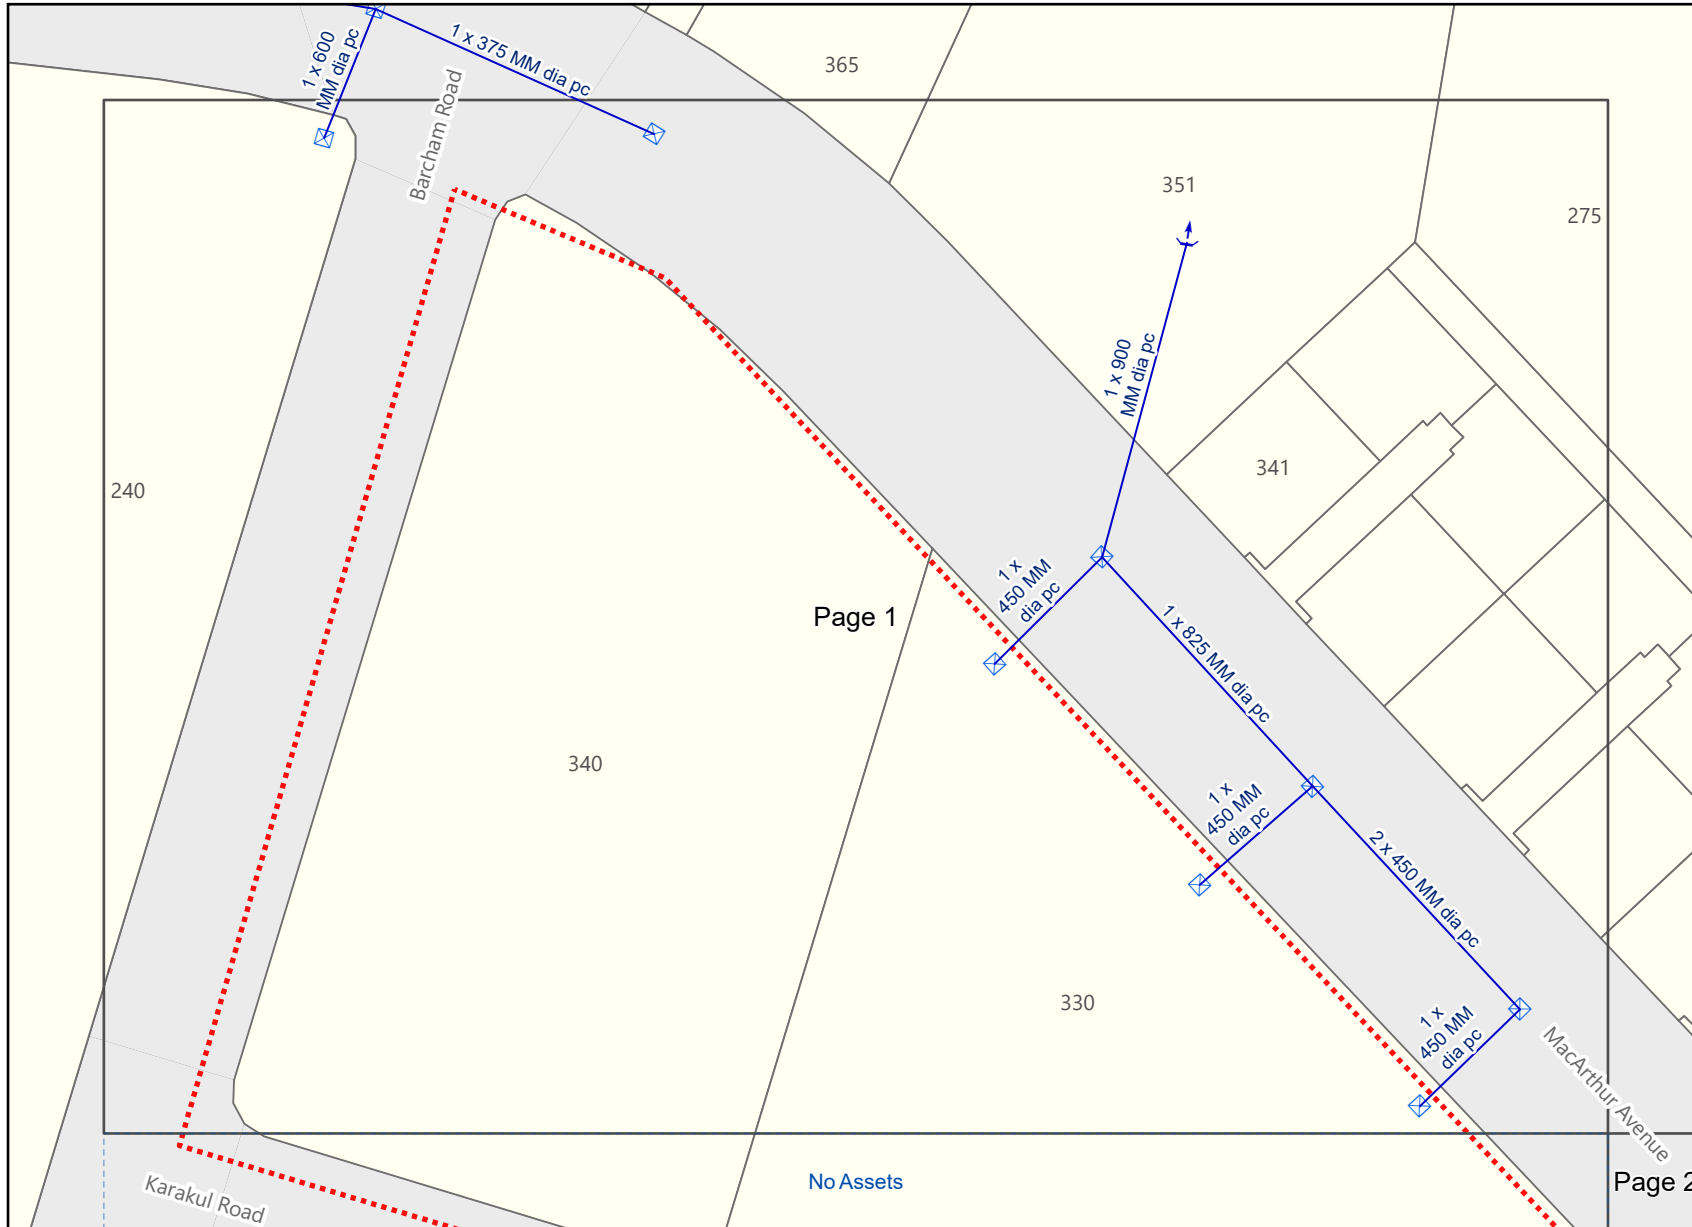 1 x 600
MM dia pc
1 x 375 MM dia pc
Barcham Road
365
351
275
1 x 900
MM dia pc
341
240
1 x
450 MM
dia pc
Page 1
1 x 825 MM dia pc
340
1 x
450 MM
dia pc
2 x 450 MM dia pc
330
1 x
450 MM
dia pc
MacArthur Avenue
No Assets
Page 2
Karakul Road